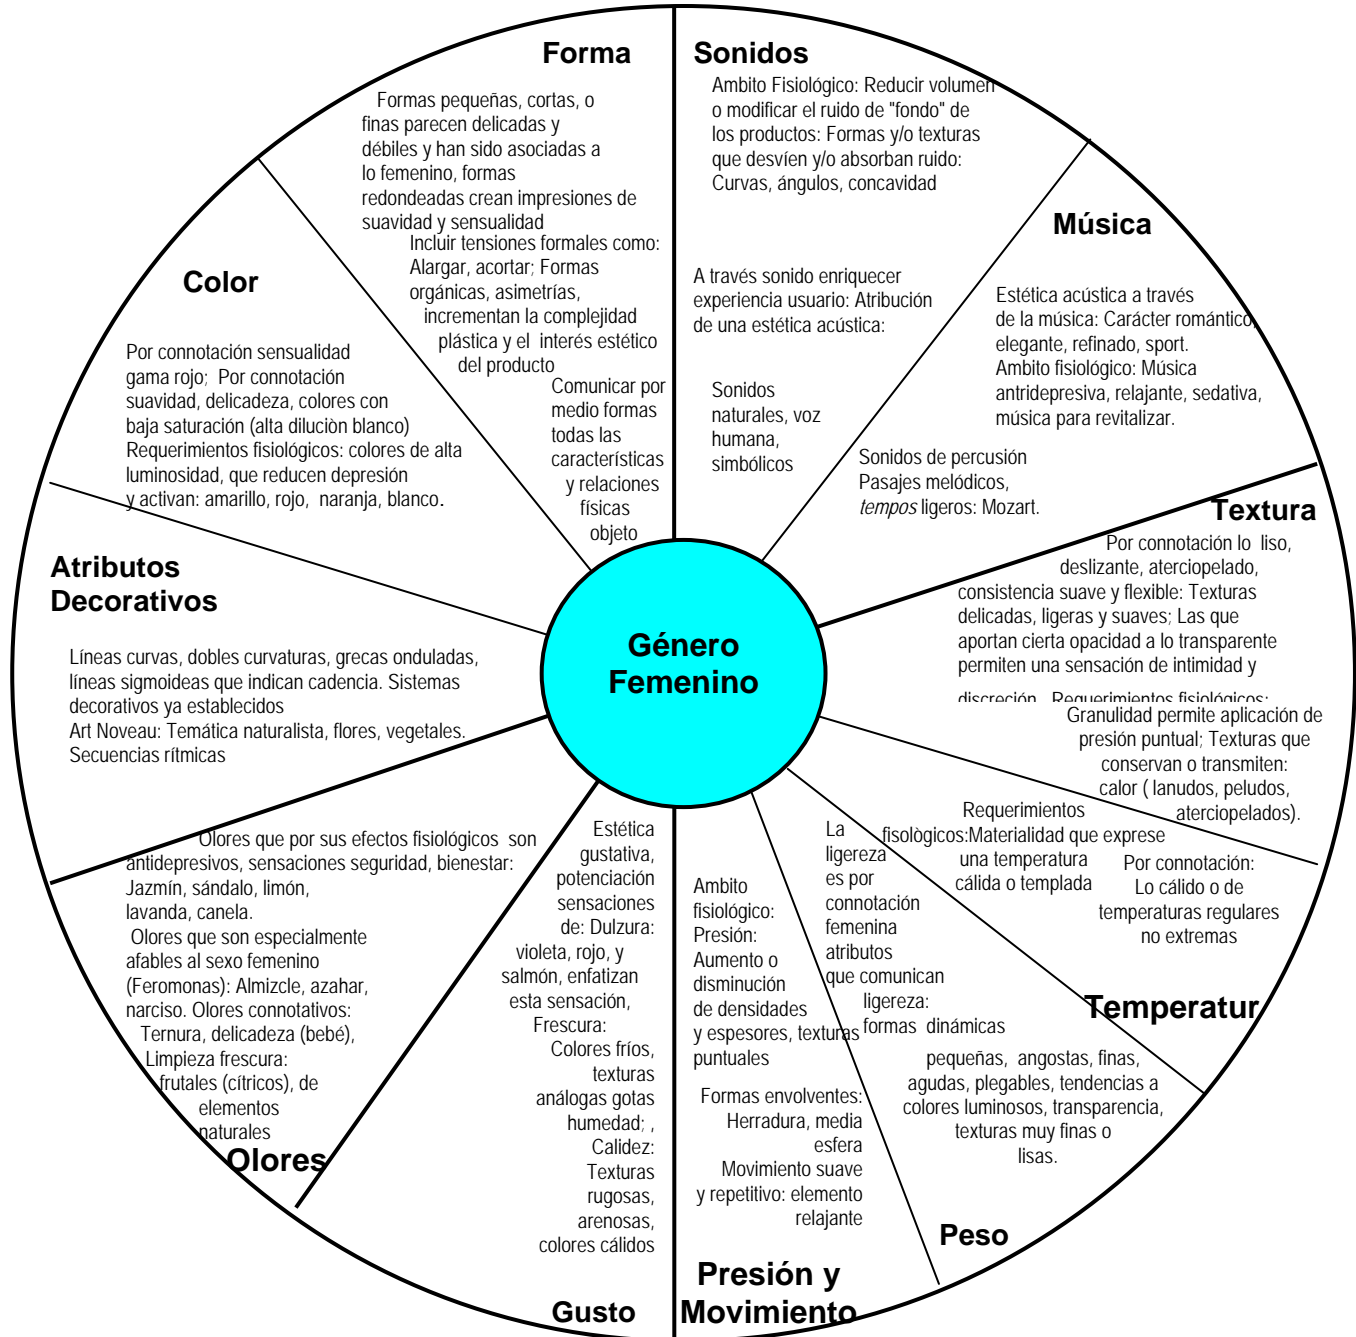 Forma
Formas pequeñas, cortas, o
finas parecen delicadas y
débiles y han sido asociadas a
lo femenino, formas
redondeadas crean impresiones de
suavidad y sensualidad
Incluir tensiones formales como:
Alargar, acortar; Formas
orgánicas, asimetrías,
incrementan la complejidad
plástica y el interés estético
del producto
Comunicar por
medio formas
todas las
características
y relaciones
físicas
objeto
Sonidos
Ambito Fisiológico: Reducir volumen
o modificar el ruido de "fondo" de
los productos: Formas y/o texturas
que desvíen y/o absorban ruido:
Curvas, ángulos, concavidad
A través sonido enriquecer
experiencia usuario: Atribución
de una estética acústica:
Sonidos
naturales, voz
humana,
simbólicos
Música
Estética acústica a través
de la música: Carácter romántico,
elegante, refinado, sport.
Ambito fisiológico: Música
antridepresiva, relajante, sedativa,
música para revitalizar.
Sonidos de percusión
Pasajes melódicos,
tempos ligeros: Mozart.
Textura
Por connotación lo liso,
deslizante, aterciopelado,
consistencia suave y flexible: Texturas
delicadas, ligeras y suaves; Las que
aportan cierta opacidad a lo transparente
permiten una sensación de intimidad y
discreción. Requerimientos fisiológicos:
Granulidad permite aplicación de
presión puntual; Texturas que
conservan o transmiten:
calor ( lanudos, peludos,
aterciopelados).
Requerimientos
fisològicos:Materialidad que exprese
una temperatura
cálida o templada
Por connotación:
Lo cálido o de
temperaturas regulares
no extremas
Temperatur
La
ligereza
es por
connotación
femenina
atributos
que comunican
ligereza:
formas dinámicas
pequeñas, angostas, finas,
agudas, plegables, tendencias a
colores luminosos, transparencia,
texturas muy finas o
lisas.
Peso
Ambito
fisiológico:
Presión:
Aumento o
disminución
de densidades
y espesores, texturas
puntuales
Formas envolventes:
Herradura, media
esfera
Movimiento suave
y repetitivo: elemento
relajante
Presión y
Movimiento
Estética
gustativa,
potenciación
sensaciones
de: Dulzura:
violeta, rojo, y
salmón, enfatizan
esta sensación,
Frescura:
Colores fríos,
texturas
análogas gotas
humedad; ,
Calidez:
Texturas
rugosas,
arenosas,
colores cálidos
Gusto
Olores que por sus efectos fisiológicos son
antidepresivos, sensaciones seguridad, bienestar:
Jazmín, sándalo, limón,
lavanda, canela.
Olores que son especialmente
afables al sexo femenino
(Feromonas): Almizcle, azahar,
narciso. Olores connotativos:
Ternura, delicadeza (bebé),
Limpieza frescura:
frutales (cítricos), de
elementos
naturales
Olores
Atributos
Decorativos
Líneas curvas, dobles curvaturas, grecas onduladas,
líneas sigmoideas que indican cadencia. Sistemas
decorativos ya establecidos
Art Noveau: Temática naturalista, flores, vegetales.
Secuencias rítmicas
Color
Por connotación sensualidad
gama rojo; Por connotación
suavidad, delicadeza, colores con
baja saturación (alta diluciòn blanco)
Requerimientos fisiológicos: colores de alta
luminosidad, que reducen depresión
y activan: amarillo, rojo, naranja, blanco.
Género
Femenino